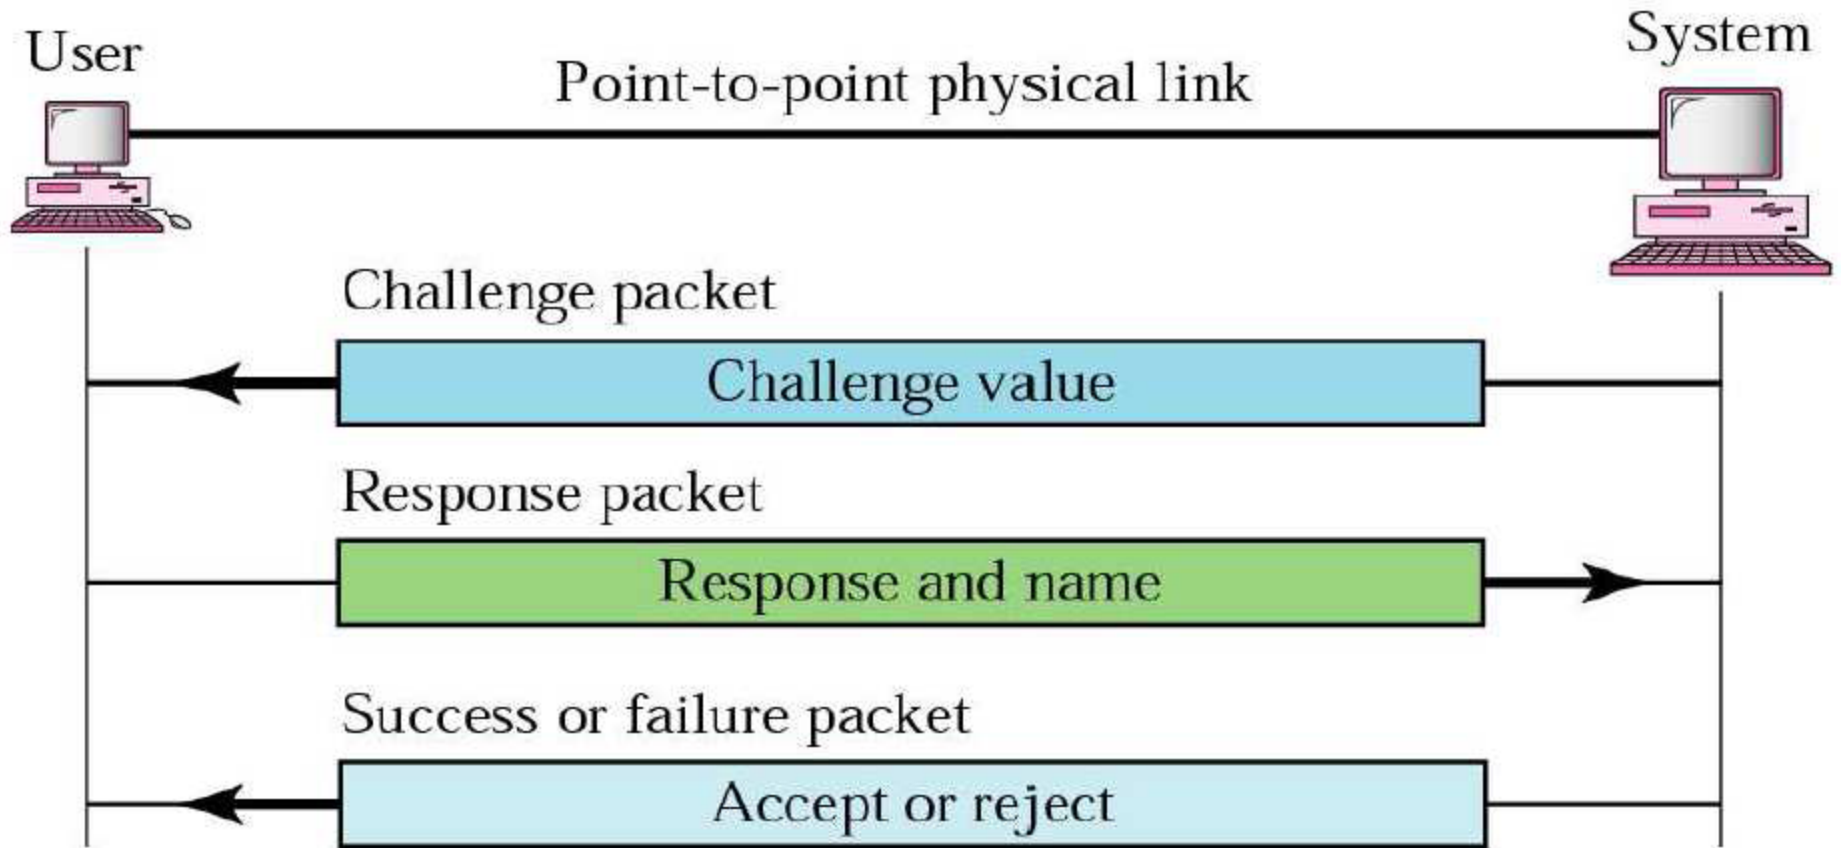 User
System
Point-to-point physical link
Challenge packet
Challenge value
Response packet
Response and name
Success or failure packet
Accept or reject